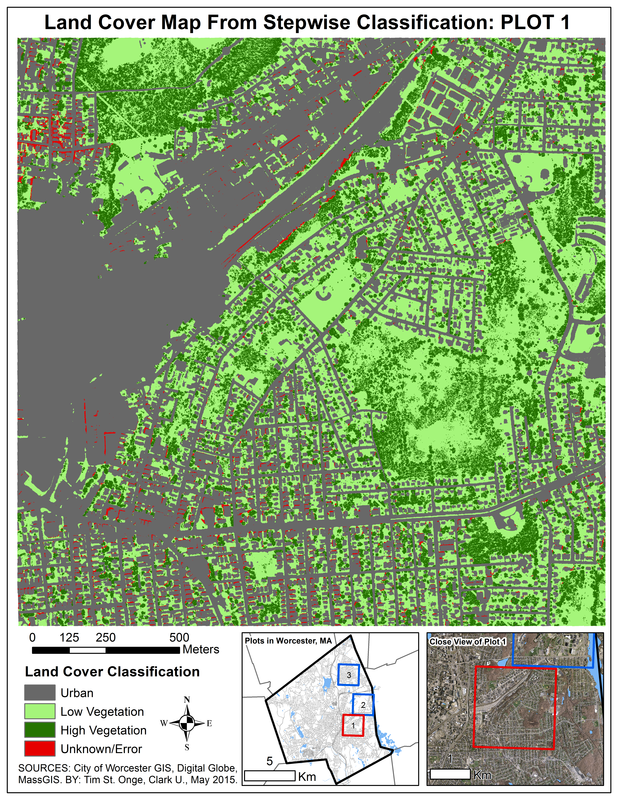 Land Cover Map From Stepwise Classification: PLOT 1
0 125 250 500
Meters
Land Cover Classification
Urban
Low Vegetation
High Vegetation
Unknown/Error
N
W E
S
SOURCES: City of Worcester GIS, Digital Globe,
MassGIS. BY: Tim St. Onge, Clark U., May 2015.
Plots in Worcester, MA
3
2
1
5
Km
Close View of Plot 1
1
Km